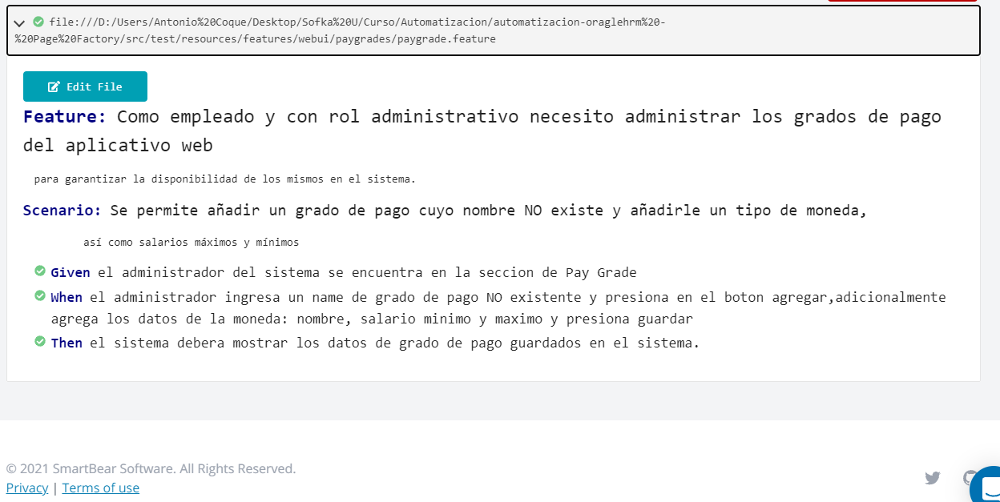 file:///D:/Users/Antonio%20Coque/Desktop/Sofka%20U/Curso/Automatizacion/automatizacion-oraglehrm%20-
%20Page%20Factory/src/test/resources/features/webui/paygrades/paygrade.feature
Edit File
Feature: Como empleado y con rol administrativo necesito administrar los grados de pago
del aplicativo web
para garantizar la disponibilidad de los mismos en el sistema.
Scenario: Se permite añadir un grado de pago cuyo nombre NO existe y añadirle un tipo de moneda,
así como salarios máximos y mínimos
Given el administrador del sistema se encuentra en la seccion de Pay Grade
When el administrador ingresa un name de grado de pago NO existente y presiona en el boton agregar,adicionalmente
agrega los datos de la moneda: nombre, salario minimo y maximo y presiona guardar
Then el sistema debera mostrar los datos de grado de pago guardados en el sistema.
© 2021 SmartBear Software. All Rights Reserved.
Privacy | Terms of use